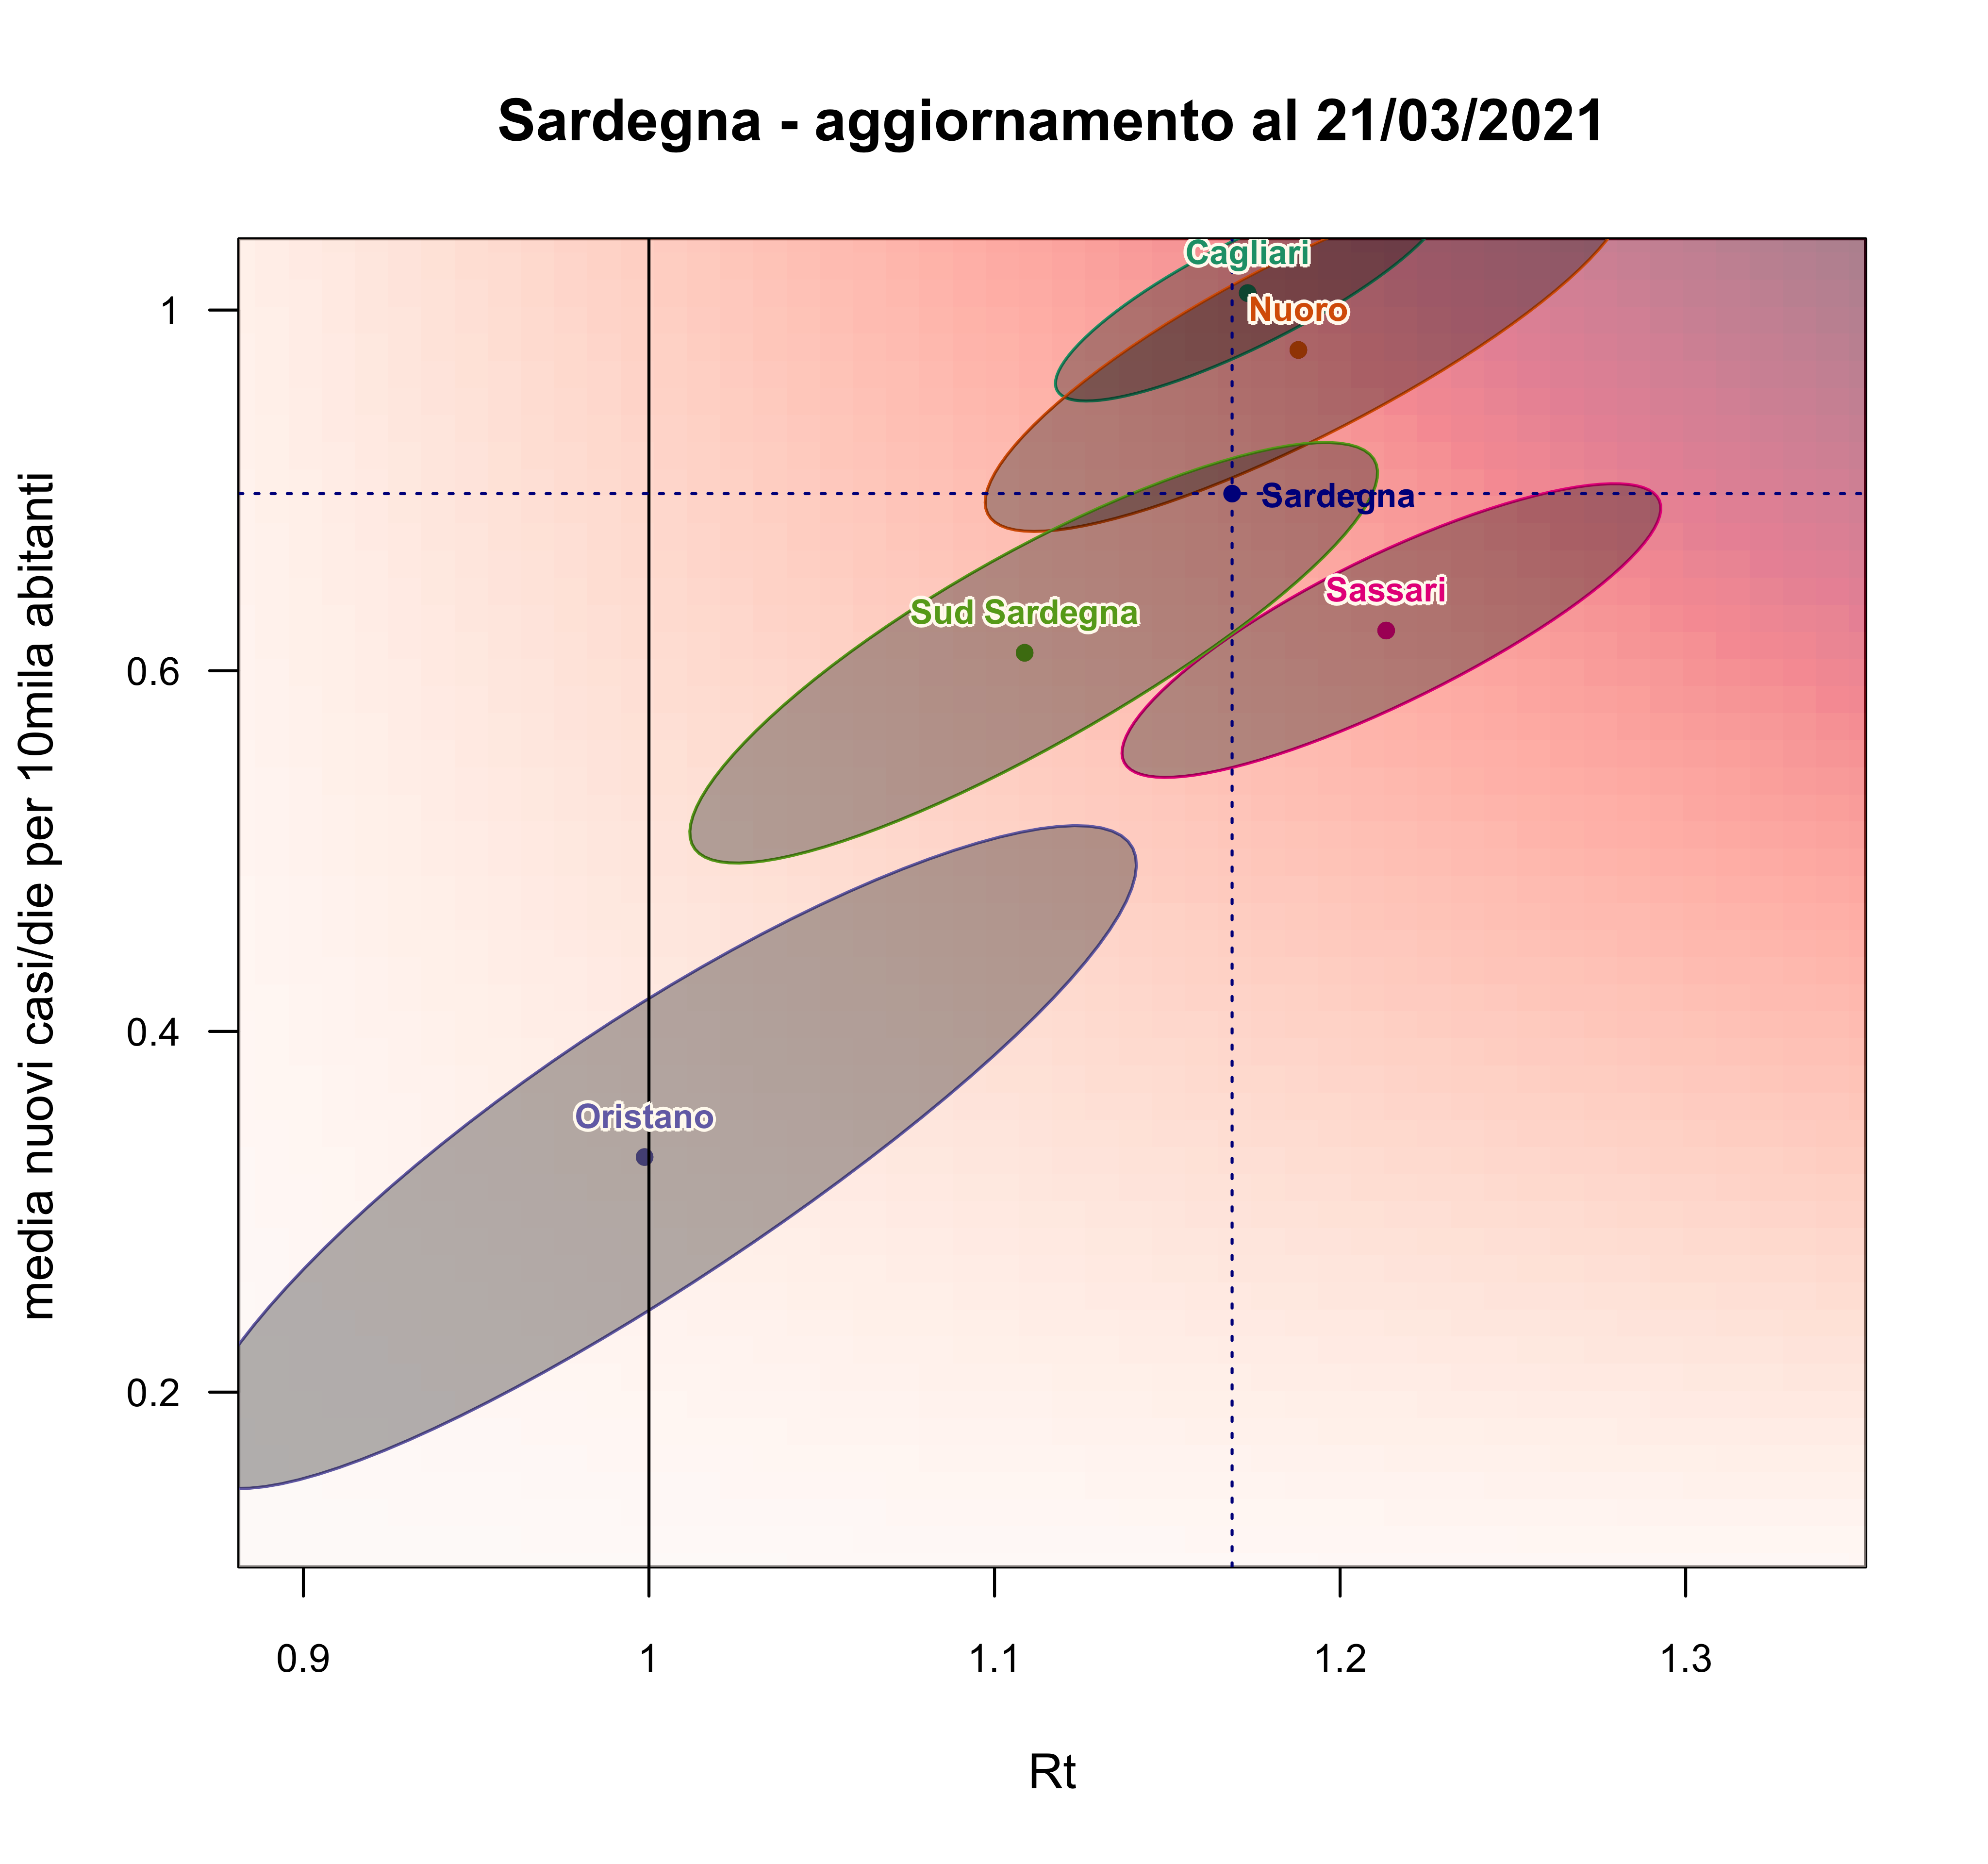 Sardegna - aggiornamento al 21/03/2021
media nuovi casi/die per 10mila abitanti
1
0.6
0.4
0.2
Cagliari
Nuoro
Sardegna
Sassari
Sud Sardegna
Oristano
0.9
1
1.1
1.2
1.3
Rt